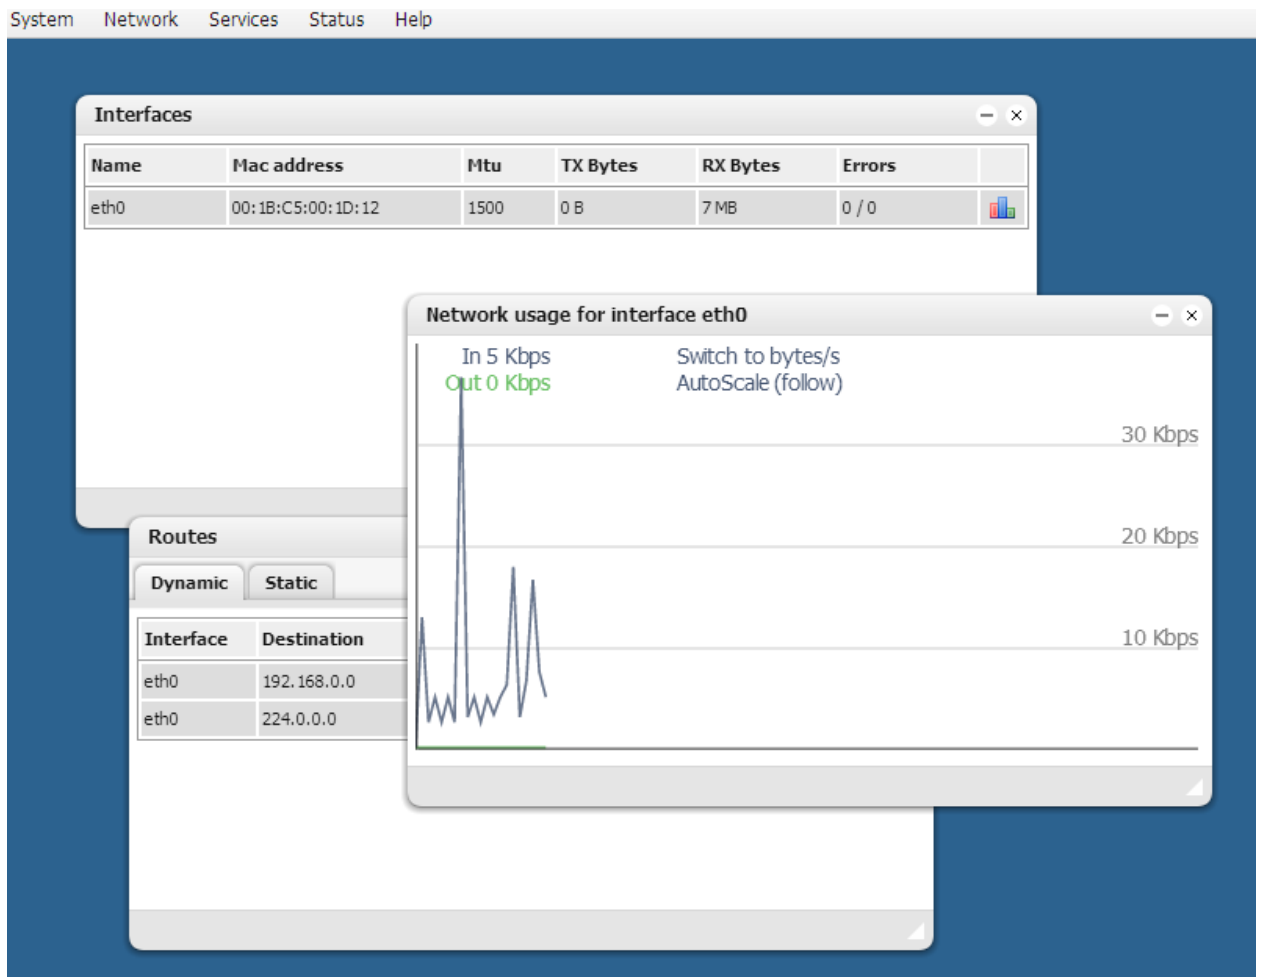 System Network Services Status Help
Interfaces
Name Mac address Mtu TX Bytes RX Bytes Errors
eth0 00:1B:C5:00:1D:12 1500 0 B 7 MB 0 / 0
Network usage for interface eth0
In 5 Kbps Switch to bytes/s
Out 0 Kbps AutoScale (follow)
30 Kbps
20 Kbps
10 Kbps
Routes
Dynamic Static
Interface Destination
eth0 192.168.0.0
eth0 224.0.0.0